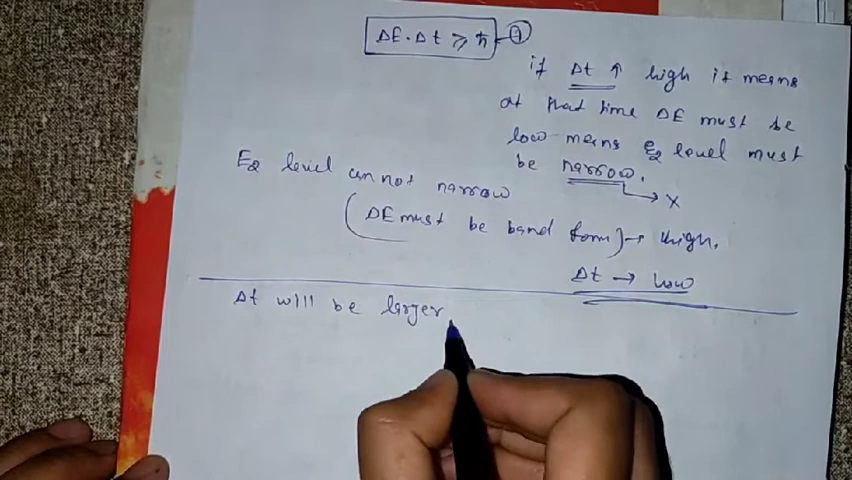 ΔE·Δt ≥ ℏ 7
if Δt ↑ high it means
at that time ΔE must be
low means E2 level must
be narrow.
→ X
E2 level can not narrow
(ΔE must be band form) → high.
Δt → low
Δt will be larger